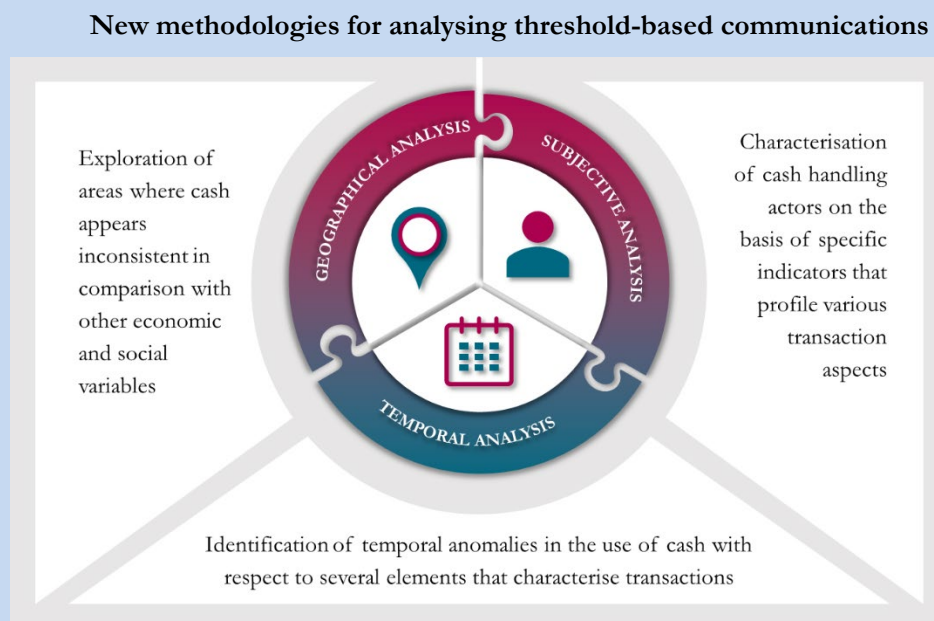 New methodologies for analysing threshold-based communications
GEOGRAPHICAL ANALYSIS
SUBJECTIVE ANALYSIS
TEMPORAL ANALYSIS
Exploration of
areas where cash
appears
inconsistent in
comparison with
other economic
and social
variables
Characterisation
of cash handling
actors on the
basis of specific
indicators that
profile various
transaction
aspects
Identification of temporal anomalies in the use of cash with
respect to several elements that characterise transactions